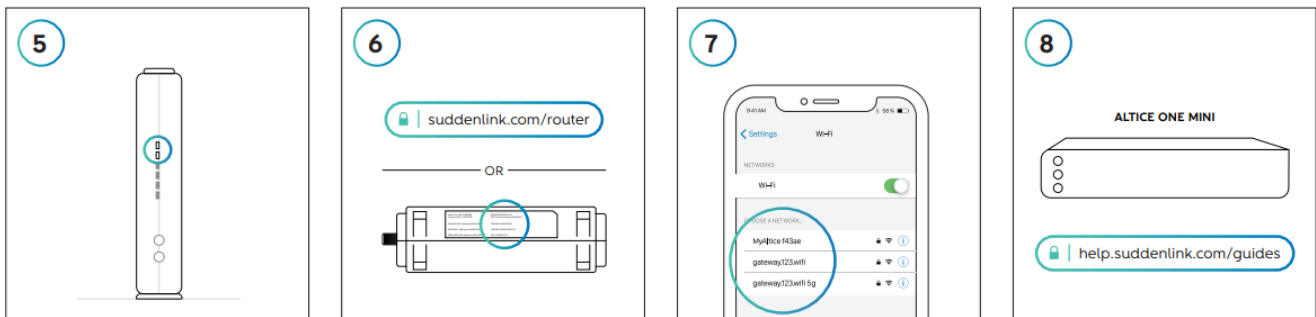 5
6
suddenlink.com/router
OR
7
9:41 AM
58%
Settings
Wi-Fi
NETWORKS
Wi-Fi
CHOOSE A NETWORK...
MyAltice f43ae
gateway.123.wifi
gateway.123.wifi 5g
8
ALTICE ONE MINI
help.suddenlink.com/guides